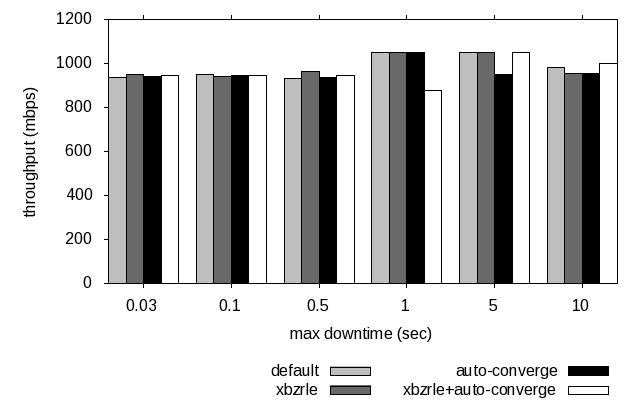 1200
1000
800
600
400
200
0
throughput (mbps)
0.03 0.1 0.5 1 5 10
max downtime (sec)
default auto-converge
xbzrle xbzrle+auto-converge